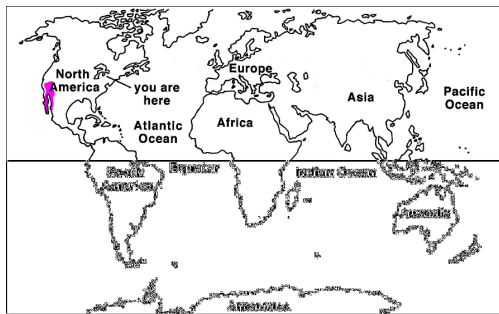 North
America
you are
here
Atlantic
Ocean
Europe
Africa
Asia
Pacific
Ocean
South
America
Equator
Indian Ocean
Australia
Antarctica